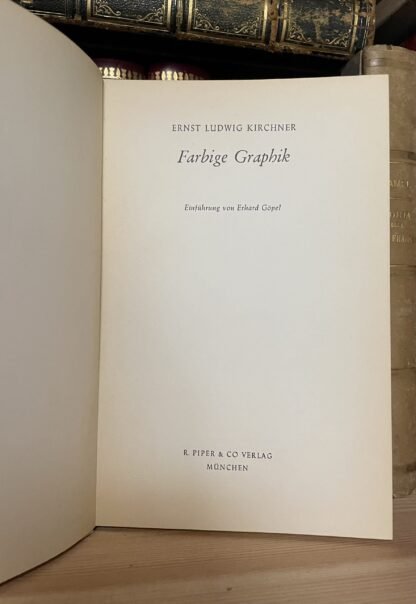 ERNST LUDWIG KIRCHNER
Farbige Graphik
Einführung von Erhard Göpel
R. PIPER & CO VERLAG
MÜNCHEN